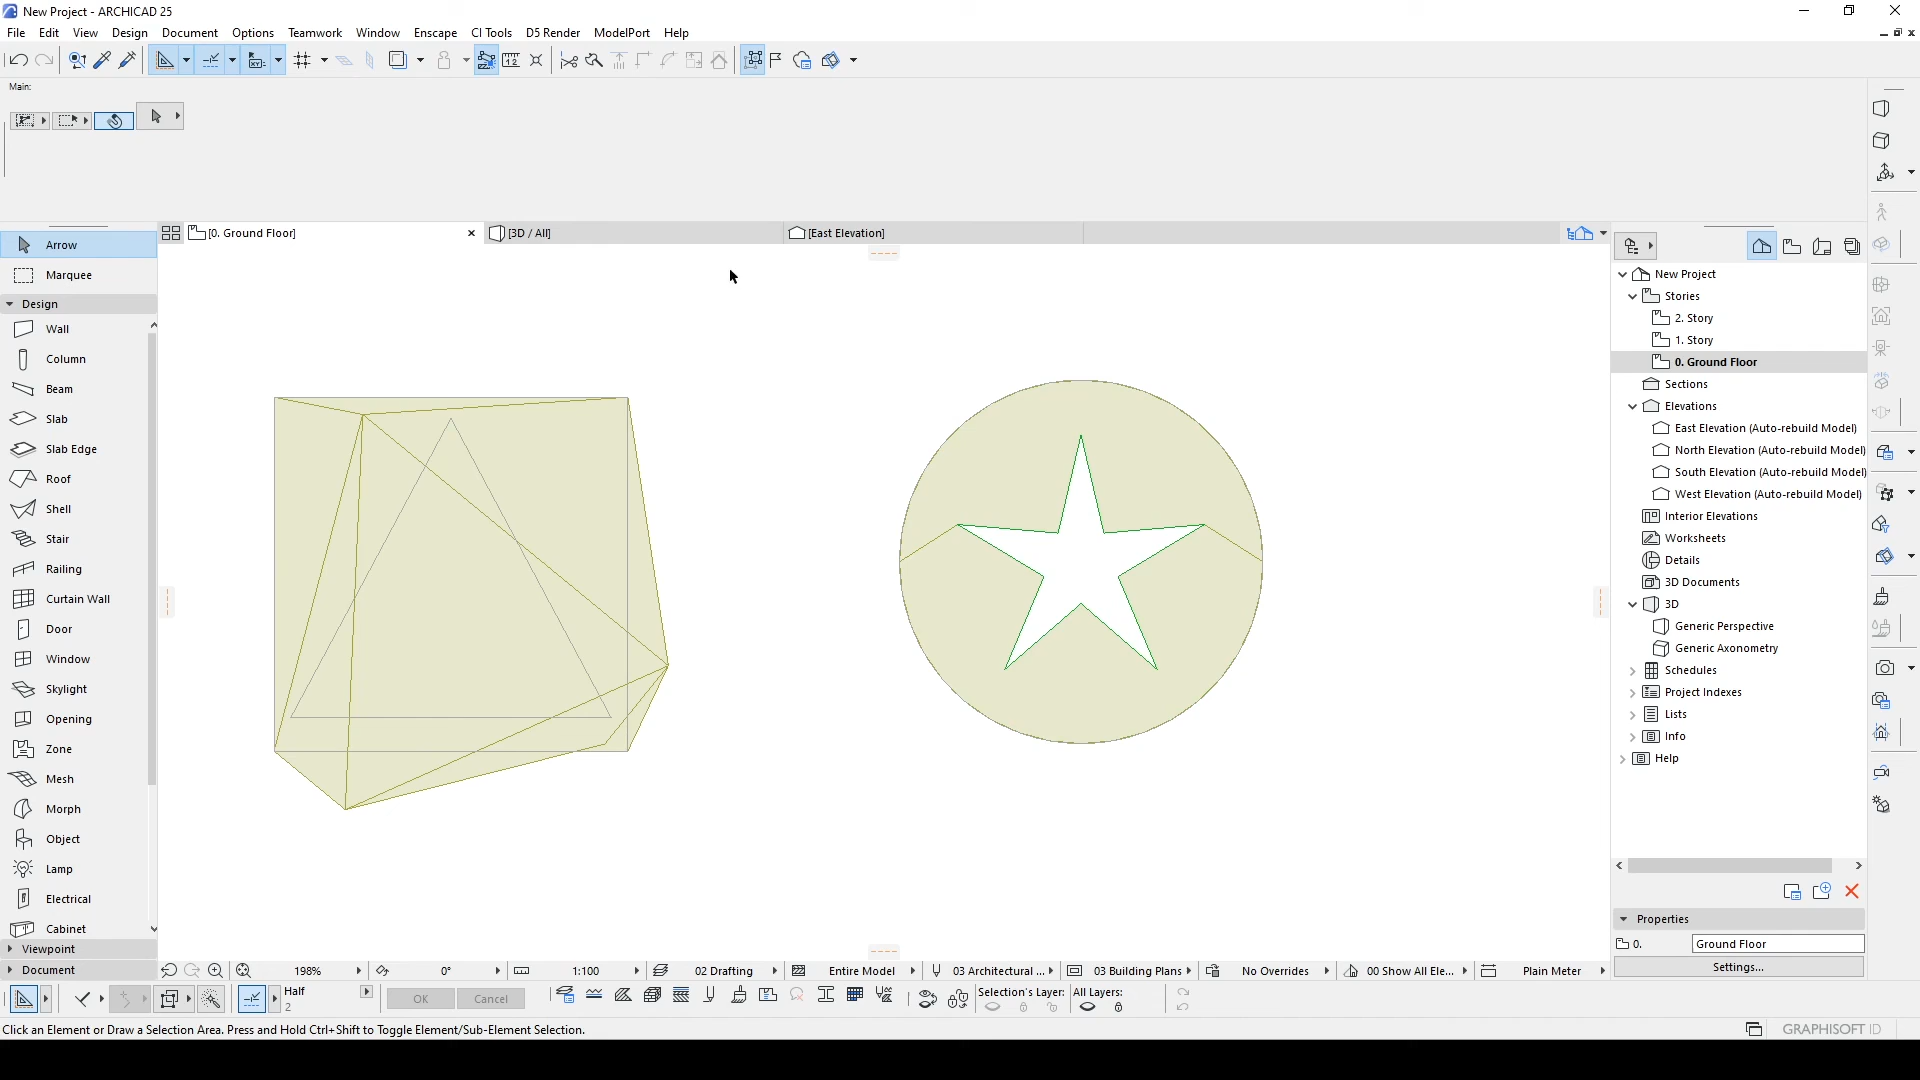 New Project - ARCHICAD 25
File Edit View Design Document Options Teamwork Window Enscape CI Tools D5 Render ModelPort Help
Main:
[0. Ground Floor] [3D / All] [East Elevation]
Arrow
Marquee
Design
Wall
Column
Beam
Slab
Slab Edge
Roof
Shell
Stair
Railing
Curtain Wall
Door
Window
Skylight
Opening
Zone
Mesh
Morph
Object
Lamp
Electrical
Cabinet
Viewpoint
Document
New Project
Stories
2. Story
1. Story
0. Ground Floor
Sections
Elevations
East Elevation (Auto-rebuild Model)
North Elevation (Auto-rebuild Model)
South Elevation (Auto-rebuild Model)
West Elevation (Auto-rebuild Model)
Interior Elevations
Worksheets
Details
3D Documents
3D
Generic Perspective
Generic Axonometry
Schedules
Project Indexes
Lists
Info
Help
Properties
0. Ground Floor
Settings...
198% 0° 1:100 02 Drafting Entire Model 03 Architectural ... 03 Building Plans No Overrides 00 Show All Ele... Plain Meter
Half
2
OK Cancel
Selection's Layer: All Layers:
Click an Element or Draw a Selection Area. Press and Hold Ctrl+Shift to Toggle Element/Sub-Element Selection.
GRAPHISOFT ID